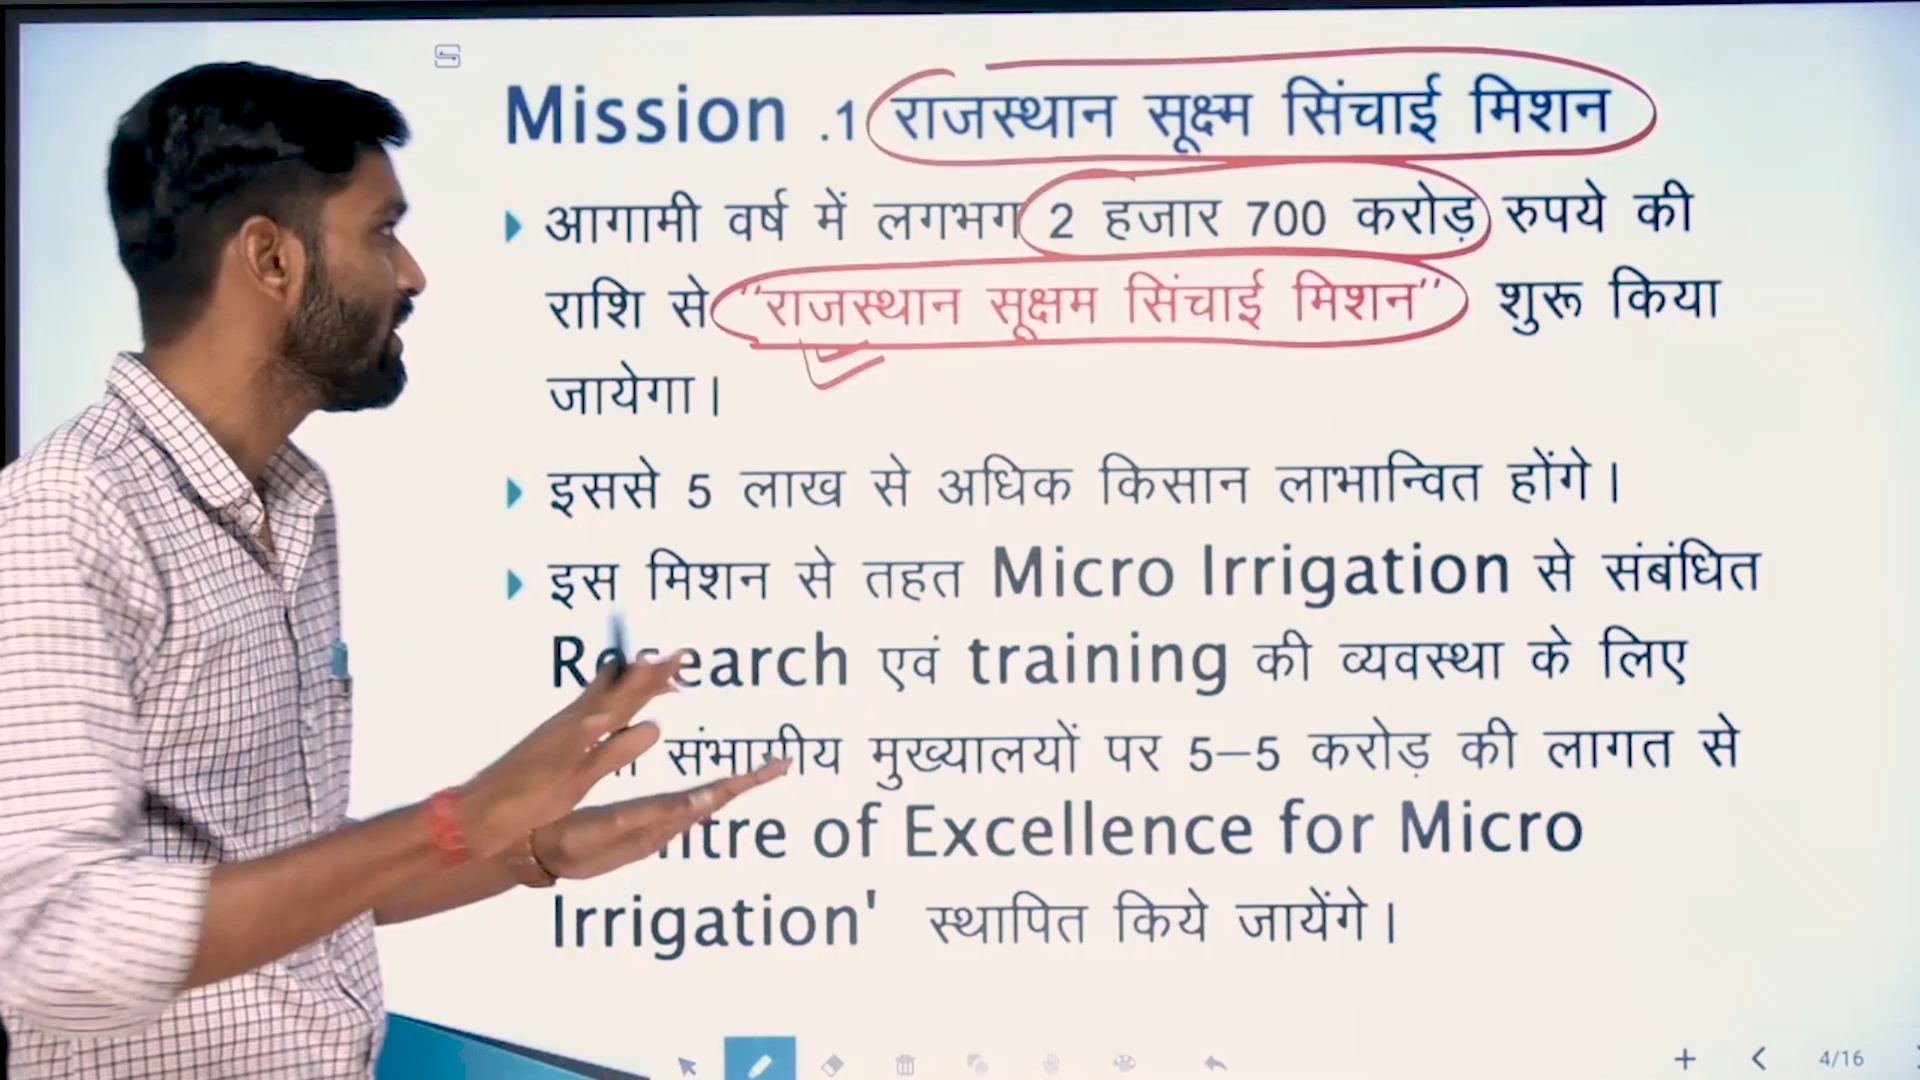 Mission .1 राजस्थान सूक्ष्म सिंचाई मिशन
आगामी वर्ष में लगभग 2 हजार 700 करोड़ रुपये की
राशि से "राजस्थान सूक्षम सिंचाई मिशन" शुरू किया
जायेगा।
इससे 5 लाख से अधिक किसान लाभान्वित होंगे।
इस मिशन से तहत Micro Irrigation से संबंधित
Research एवं training की व्यवस्था के लिए
संभागीय मुख्यालयों पर 5–5 करोड़ की लागत से
of Excellence for Micro
Irrigation' स्थापित किये जायेंगे।
4/16